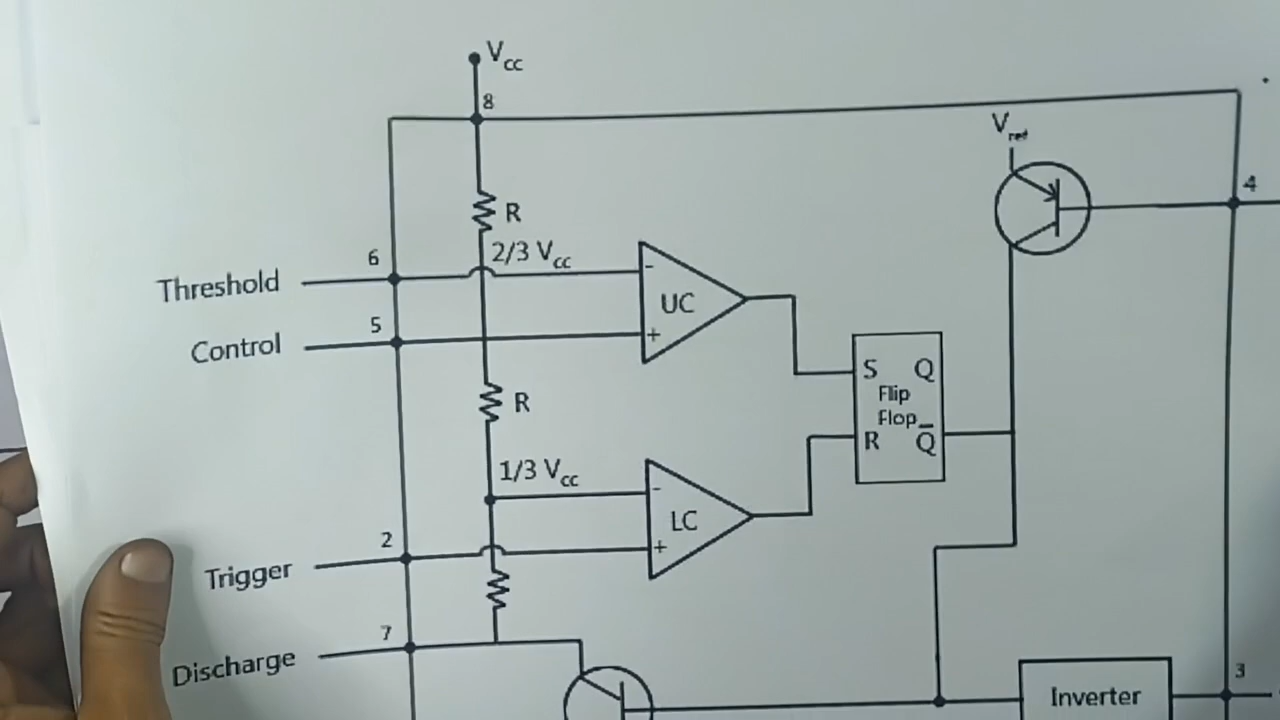 Vcc
8
Vref
4
R
2/3 Vcc
6
Threshold
-
UC
5
Control
+
S Q
Flip
Flop
R Q̅
R
1/3 Vcc
-
LC
2
+
Trigger
7
Discharge
3
Inverter